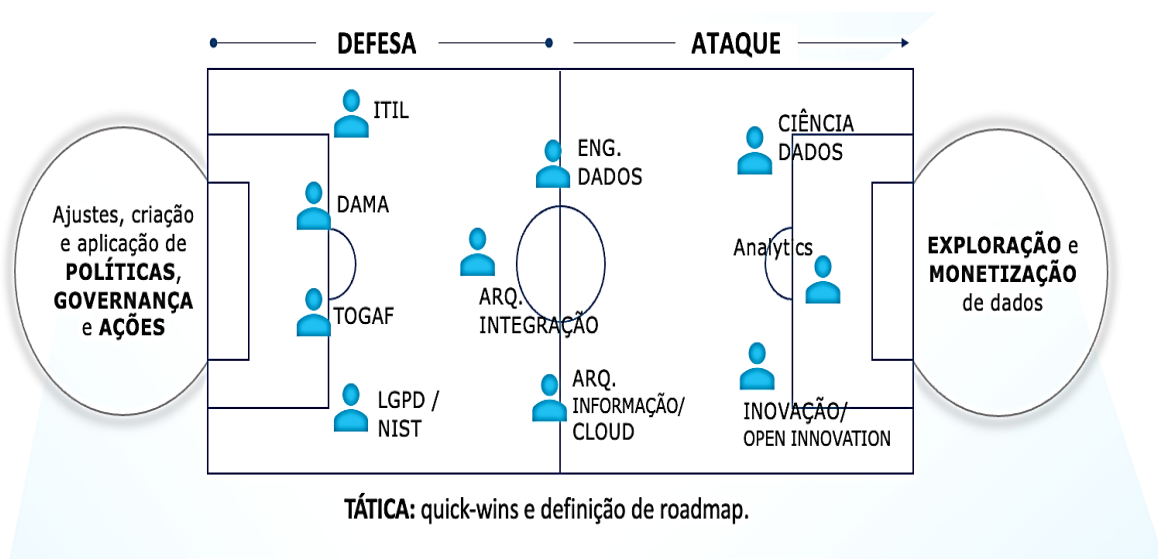 DEFESA
ATAQUE
Ajustes, criação
e aplicação de
POLÍTICAS,
GOVERNANÇA
e AÇÕES
ITIL
DAMA
TOGAF
LGPD /
NIST
ENG.
DADOS
ARQ.
INTEGRAÇÃO
ARQ.
INFORMAÇÃO/
CLOUD
CIÊNCIA
DADOS
Analytics
INOVAÇÃO/
OPEN INNOVATION
EXPLORAÇÃO e
MONETIZAÇÃO
de dados
TÁTICA: quick-wins e definição de roadmap.